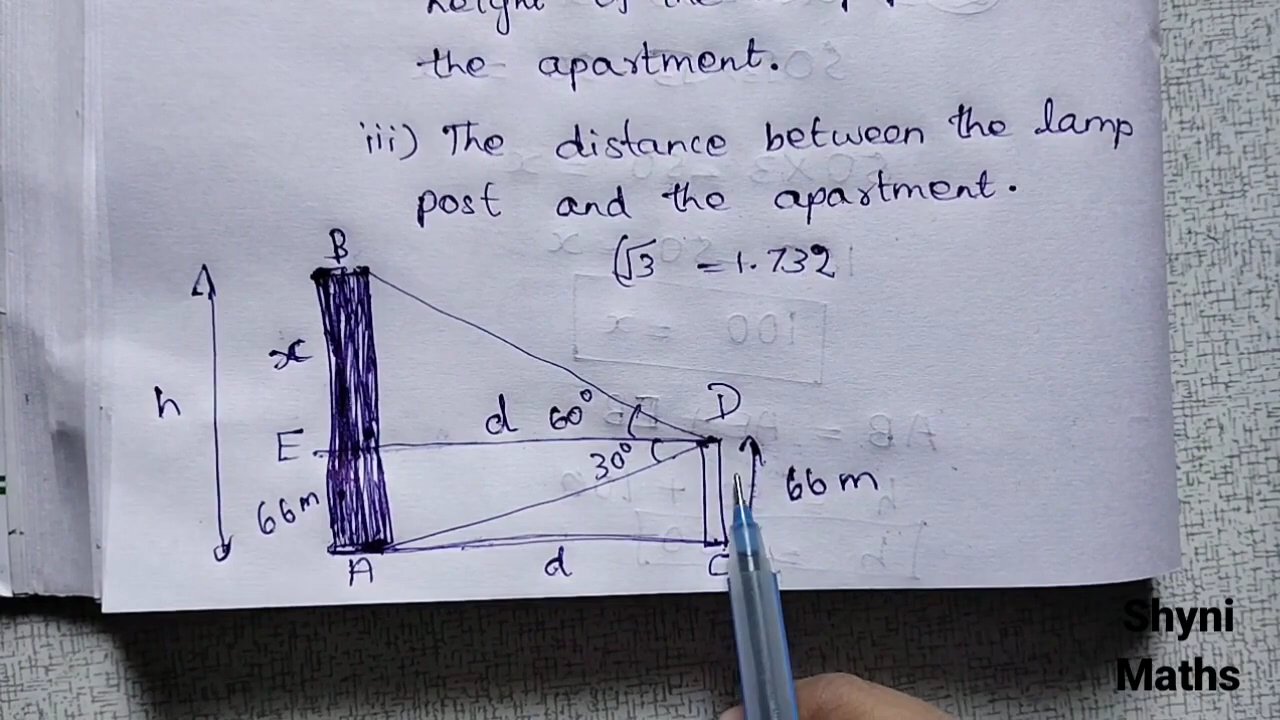 the apartment.
iii) The distance between the lamp
post and the apartment.
(√3 = 1.732
B
x
h
d 60°
D
E
30°
66m
66 m
A
d
C
Shyni
Maths